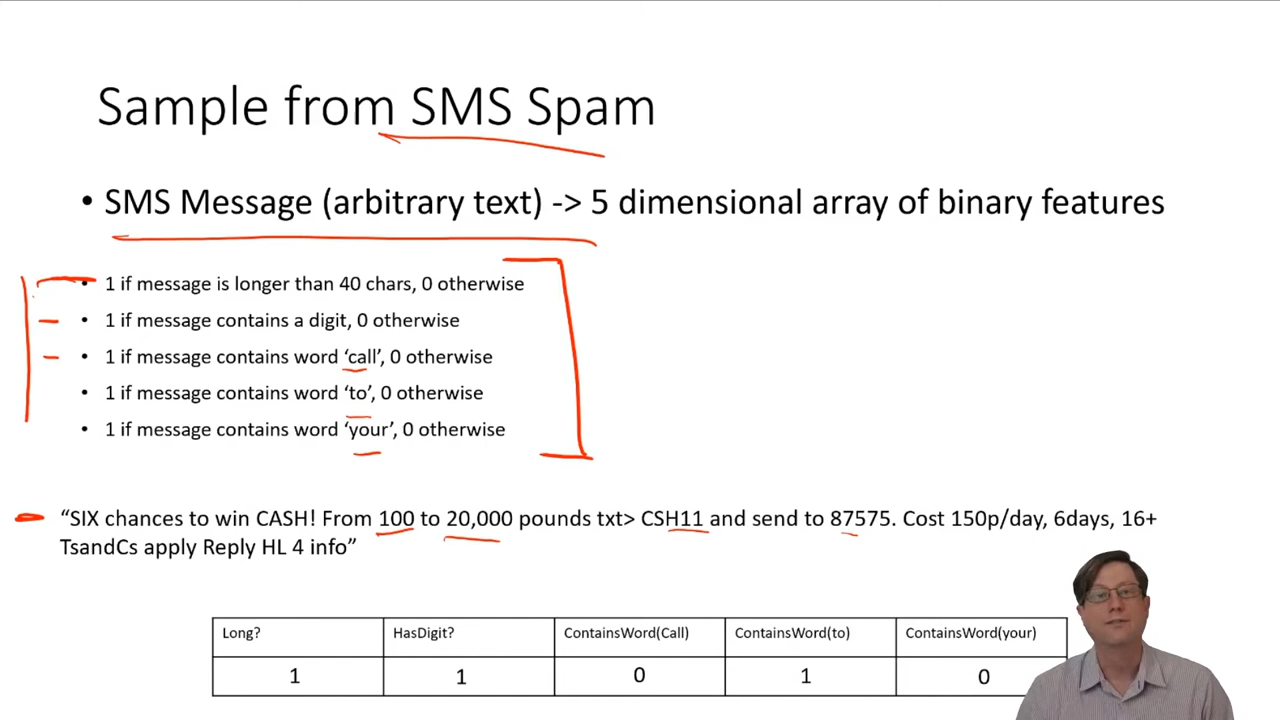 Sample from SMS Spam
• SMS Message (arbitrary text) -> 5 dimensional array of binary features
• 1 if message is longer than 40 chars, 0 otherwise
• 1 if message contains a digit, 0 otherwise
• 1 if message contains word ‘call’, 0 otherwise
• 1 if message contains word ‘to’, 0 otherwise
• 1 if message contains word ‘your’, 0 otherwise
“SIX chances to win CASH! From 100 to 20,000 pounds txt> CSH11 and send to 87575. Cost 150p/day, 6days, 16+
TsandCs apply Reply HL 4 info”
Long? HasDigit? ContainsWord(Call) ContainsWord(to) ContainsWord(your)
1 1 0 1 0